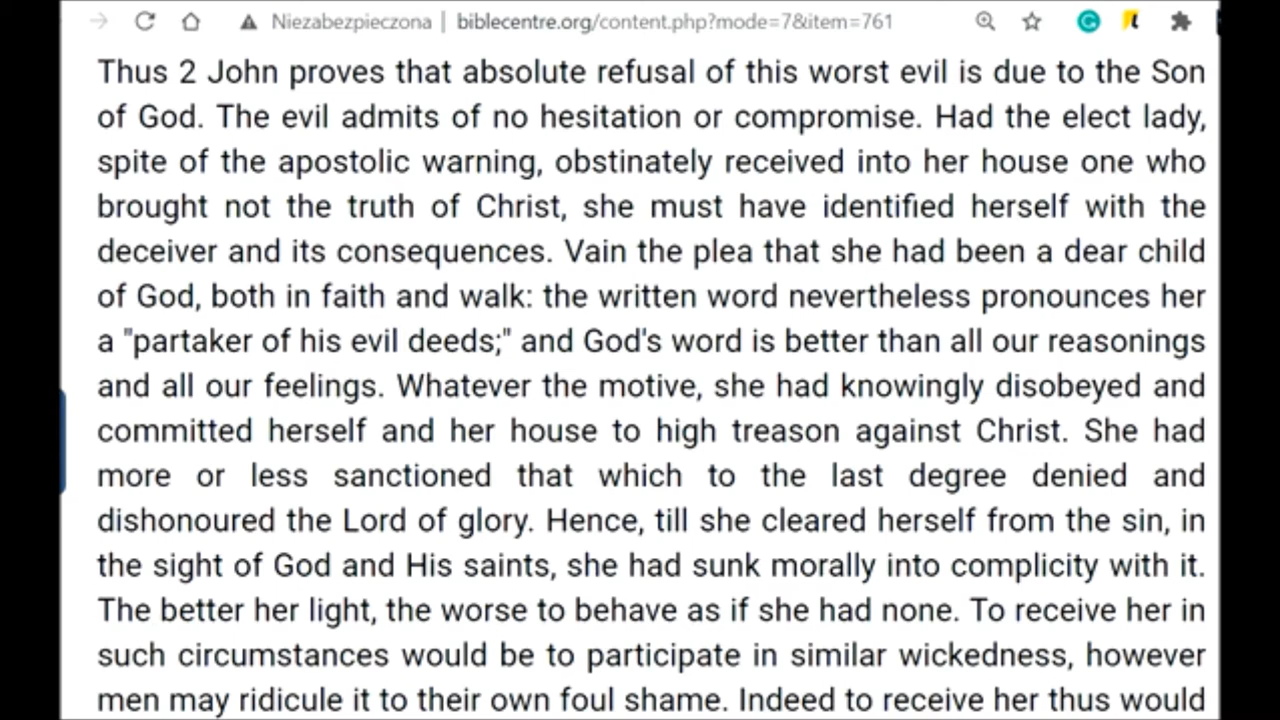 Niezabezpieczona | biblecentre.org/content.php?mode=7&item=761
Thus 2 John proves that absolute refusal of this worst evil is due to the Son
of God. The evil admits of no hesitation or compromise. Had the elect lady,
spite of the apostolic warning, obstinately received into her house one who
brought not the truth of Christ, she must have identified herself with the
deceiver and its consequences. Vain the plea that she had been a dear child
of God, both in faith and walk: the written word nevertheless pronounces her
a "partaker of his evil deeds;" and God's word is better than all our reasonings
and all our feelings. Whatever the motive, she had knowingly disobeyed and
committed herself and her house to high treason against Christ. She had
more or less sanctioned that which to the last degree denied and
dishonoured the Lord of glory. Hence, till she cleared herself from the sin, in
the sight of God and His saints, she had sunk morally into complicity with it.
The better her light, the worse to behave as if she had none. To receive her in
such circumstances would be to participate in similar wickedness, however
men may ridicule it to their own foul shame. Indeed to receive her thus would